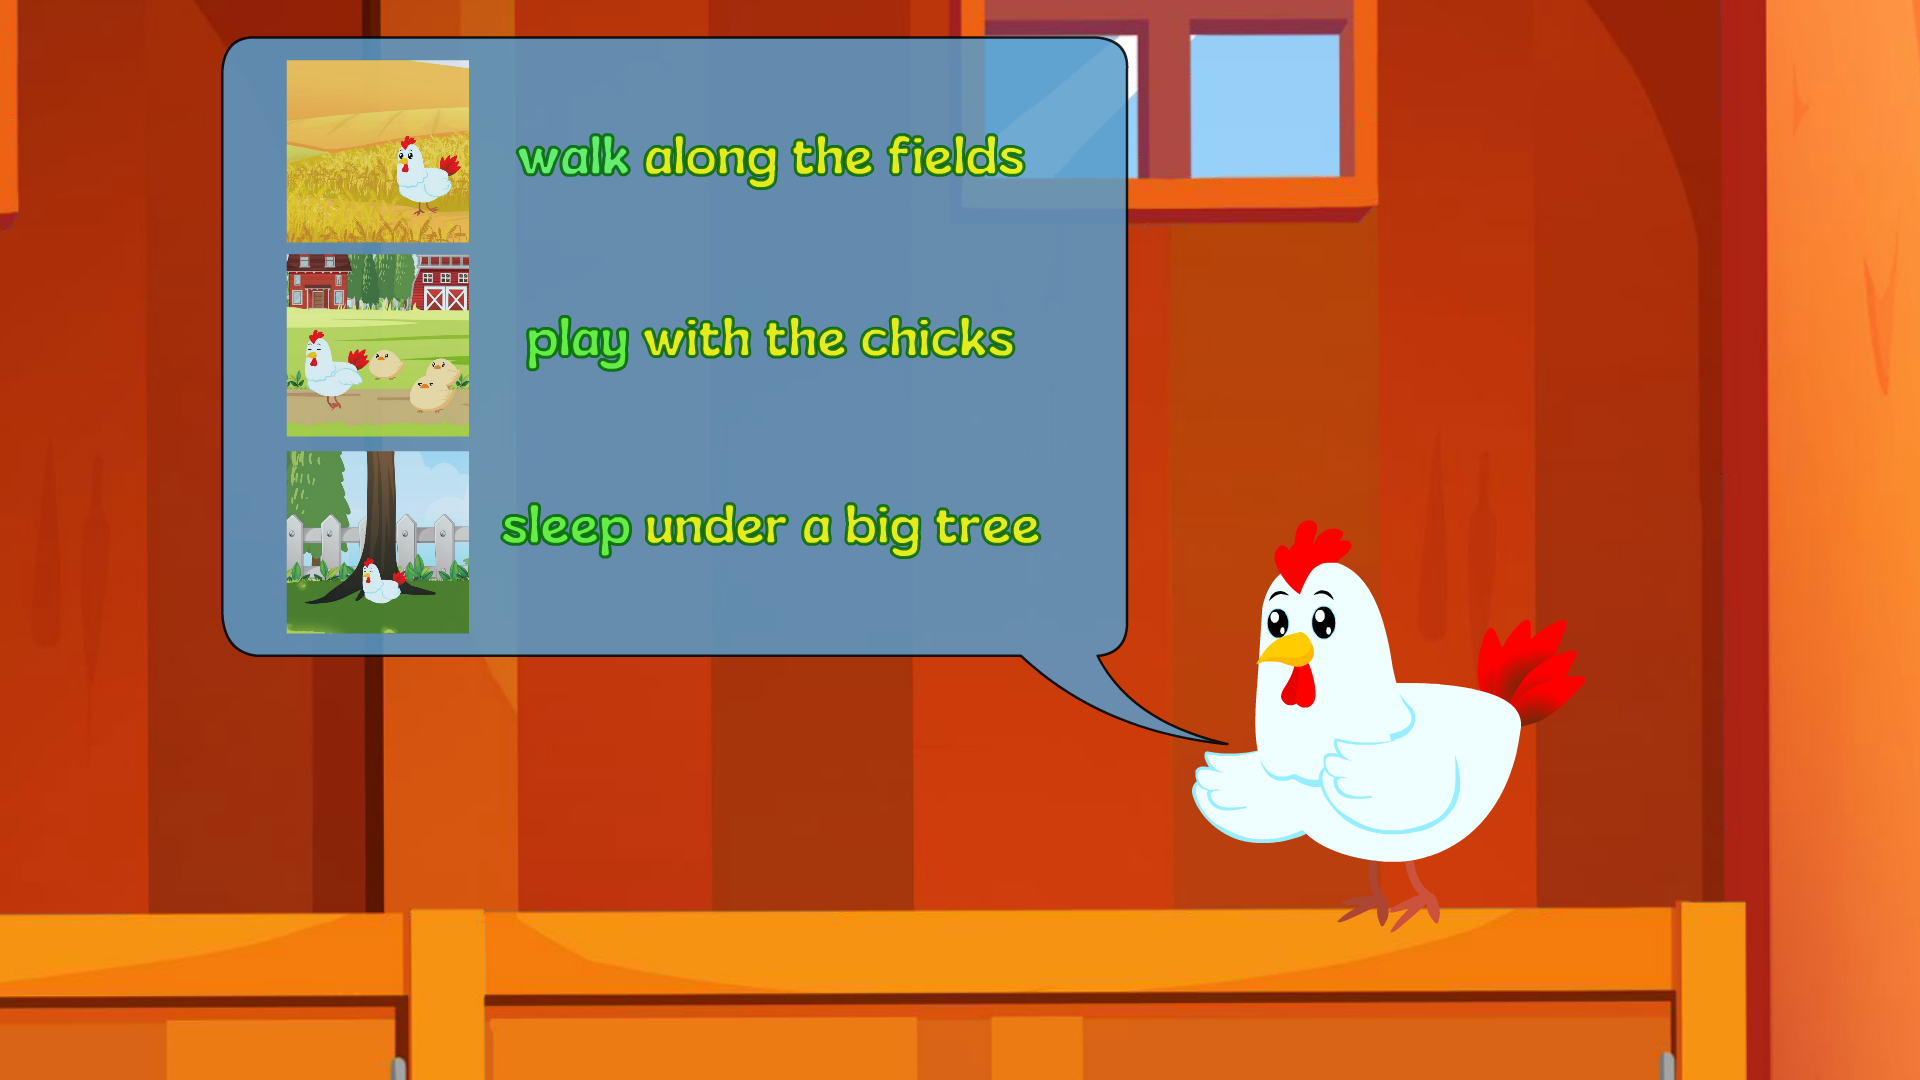 walk along the fields
play with the chicks
sleep under a big tree